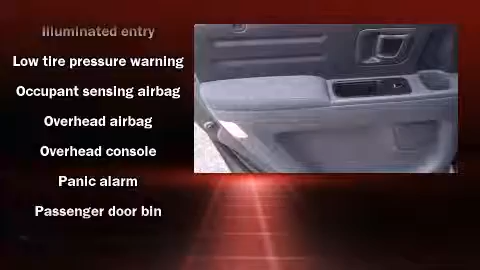 Illuminated entry
Low tire pressure warning
Occupant sensing airbag
Overhead airbag
Overhead console
Panic alarm
Passenger door bin